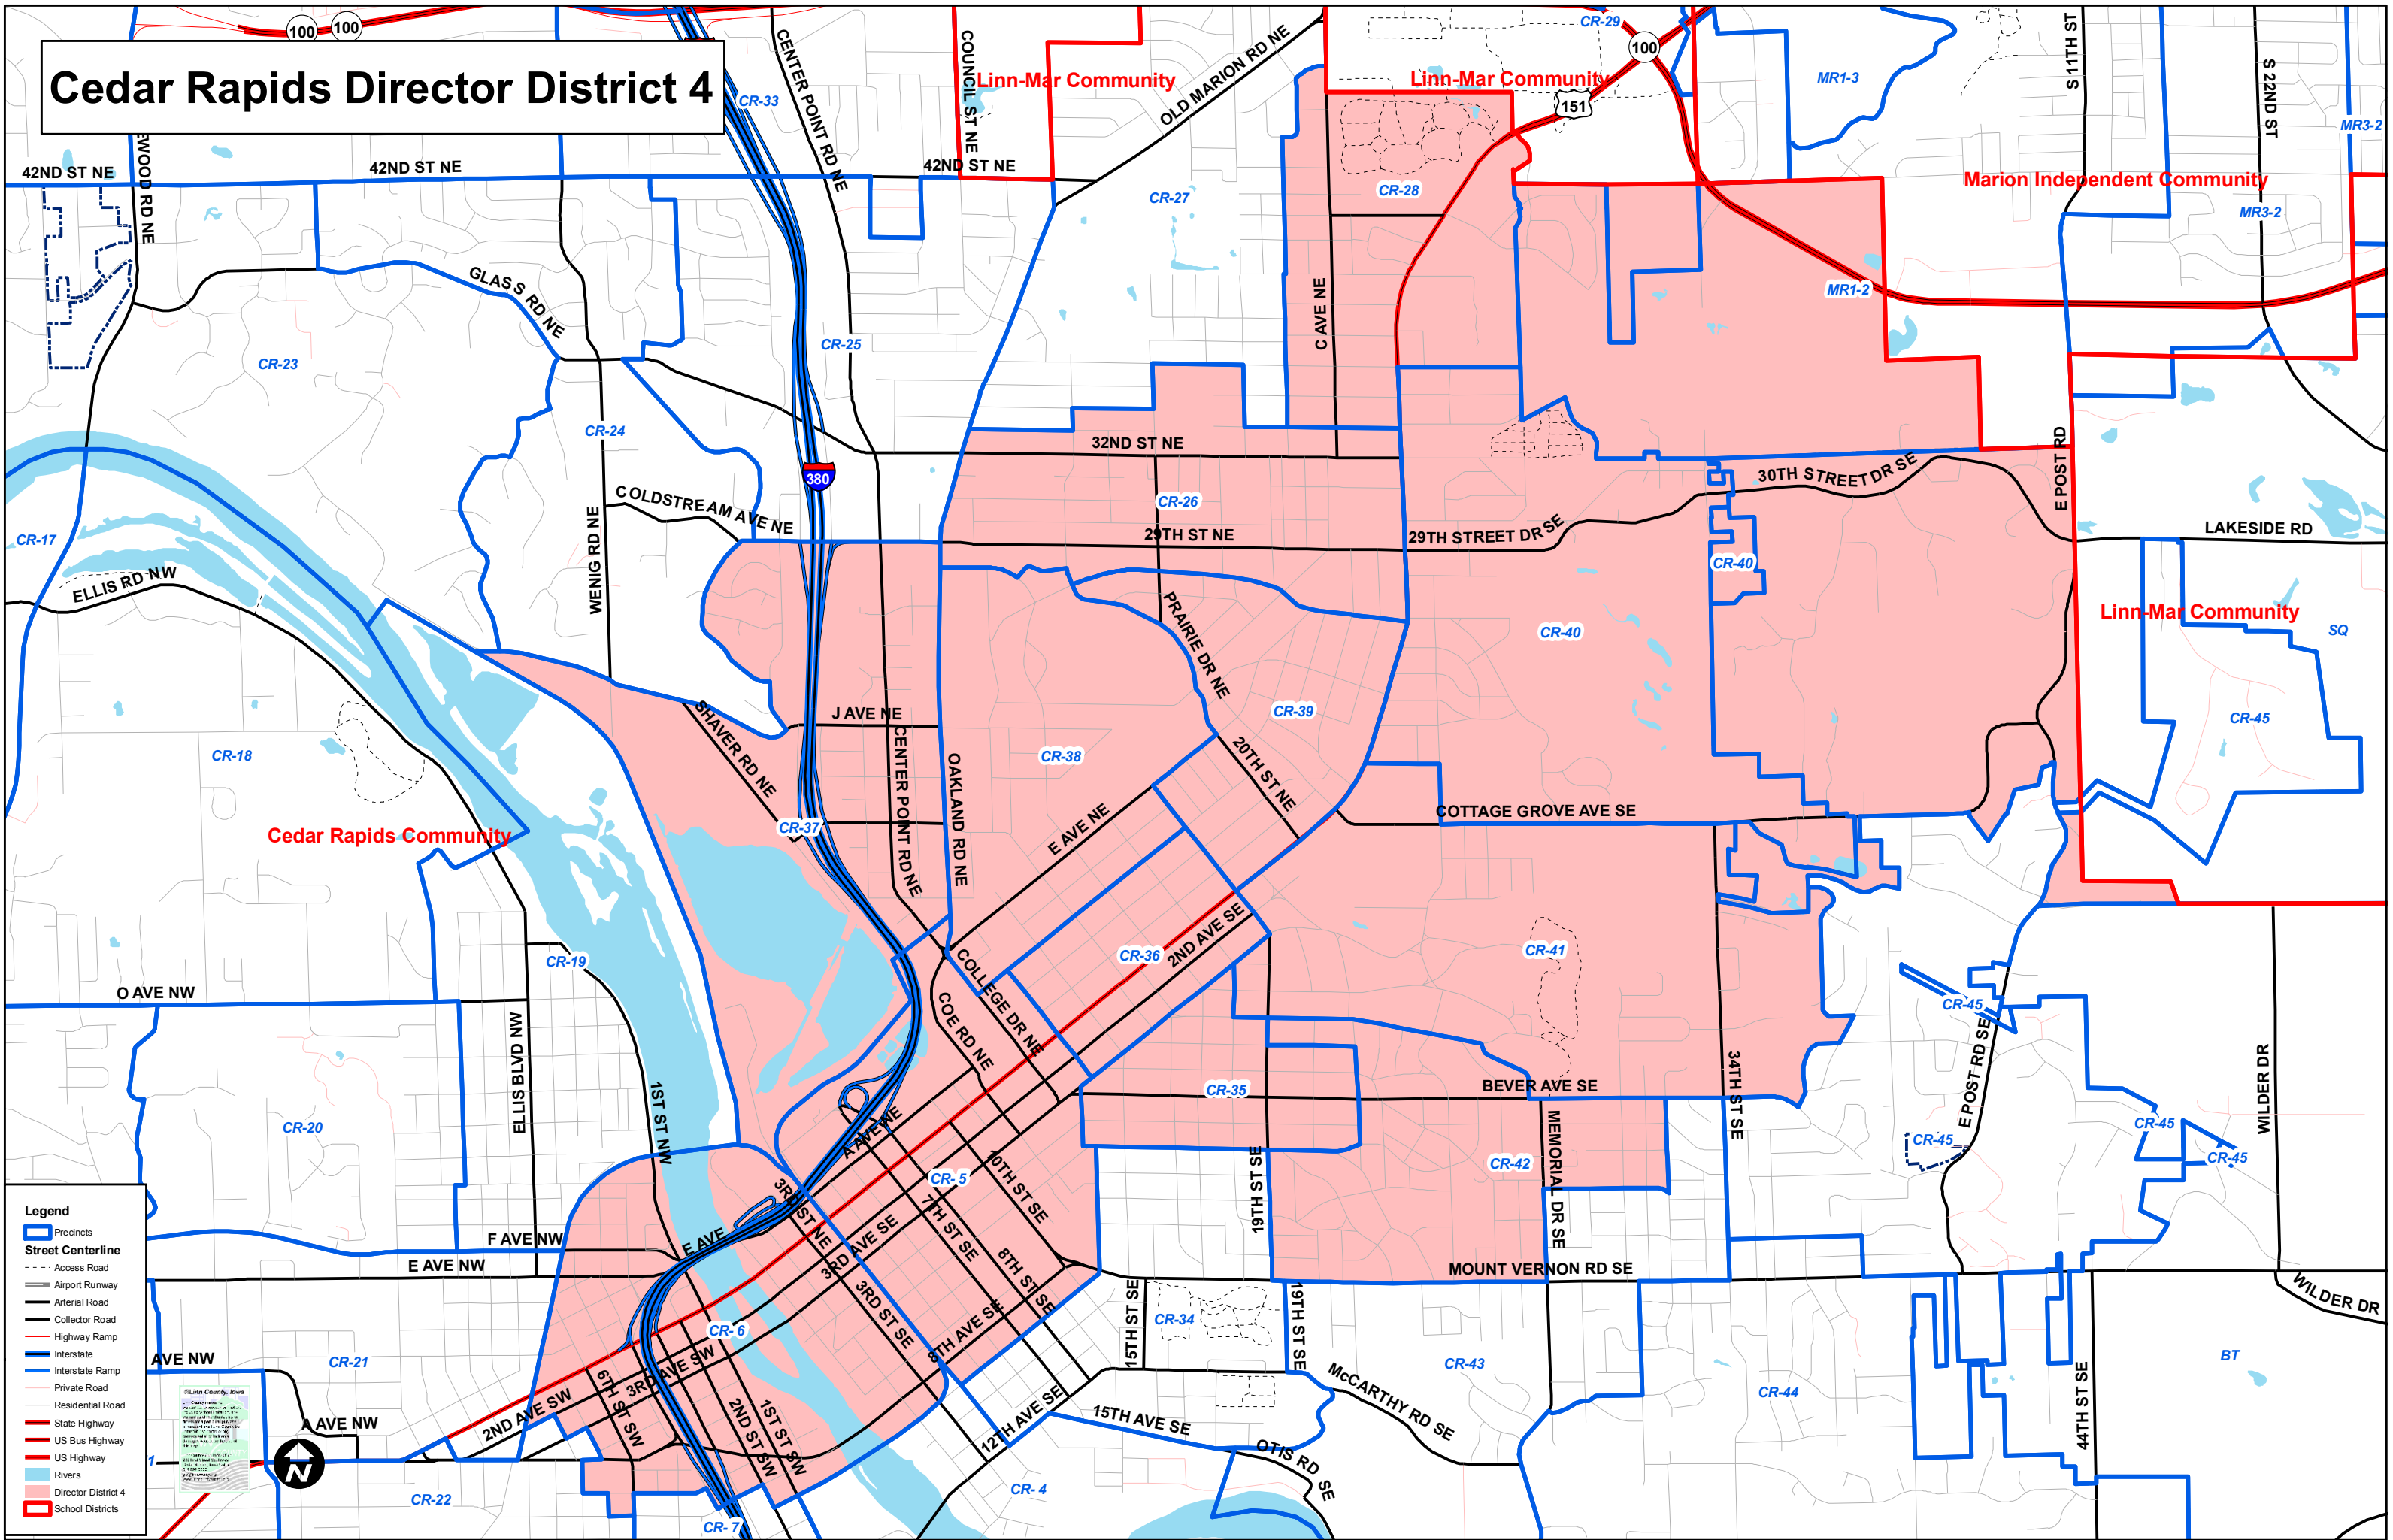 Cedar Rapids Director District 4
100
100
CR-33
CENTER POINT RD NE
COUNCIL ST NE
Linn-Mar Community
OLD MARION RD NE
Linn-Mar Community
CR-29
100
151
MR1-3
S 11TH ST
S 22ND ST
MR3-2
42ND ST NE
EWOOD RD NE
42ND ST NE
42ND ST NE
CR-27
CR-28
Marion Independent Community
MR3-2
GLASS RD NE
C AVE NE
MR1-2
CR-23
CR-25
CR-24
32ND ST NE
380
COLDSTREAM AVE NE
WENIG RD NE
CR-26
29TH ST NE
29TH STREET DR SE
30TH STREET DR SE
E POST RD
LAKESIDE RD
CR-17
ELLIS RD NW
CR-40
CR-40
Linn-Mar Community
SQ
PRAIRIE DR NE
CR-39
CR-18
SHAVER RD NE
J AVE NE
CENTER POINT RD NE
OAKLAND RD NE
CR-38
20TH ST NE
CR-45
Cedar Rapids Community
CR-37
E AVE NE
COTTAGE GROVE AVE SE
CR-19
O AVE NW
ELLIS BLVD NW
COLLEGE DR NE
COE RD NE
CR-36
2ND AVE SE
CR-41
CR-45
E POST RD SE
34TH ST SE
WILDER DR
CR-20
1ST ST NW
A AVE NE
CR-35
BEVER AVE SE
CR-45
CR-45
CR-45
CR-5
10TH ST SE
19TH ST SE
CR-42
MEMORIAL DR SE
3RD ST NE
7TH ST SE
3RD AVE SE
8TH ST SE
F AVE NW
E AVE
E AVE NW
MOUNT VERNON RD SE
3RD ST SE
8TH AVE SE
15TH ST SE
CR-34
19TH ST SE
WILDER DR
CR-6
3RD AVE SW
AVE NW
CR-21
McCARTHY RD SE
CR-43
CR-44
BT
44TH ST SE
2ND AVE SW
6TH ST SW
2ND ST SW
1ST ST SW
12TH AVE SE
15TH AVE SE
OTIS RD SE
A AVE NW
1
N
CR-22
CR-7
CR-4
Legend
Precincts
Street Centerline
Access Road
Airport Runway
Arterial Road
Collector Road
Highway Ramp
Interstate
Interstate Ramp
Private Road
Residential Road
State Highway
US Bus Highway
US Highway
Rivers
Director District 4
School Districts
Linn County, Iowa